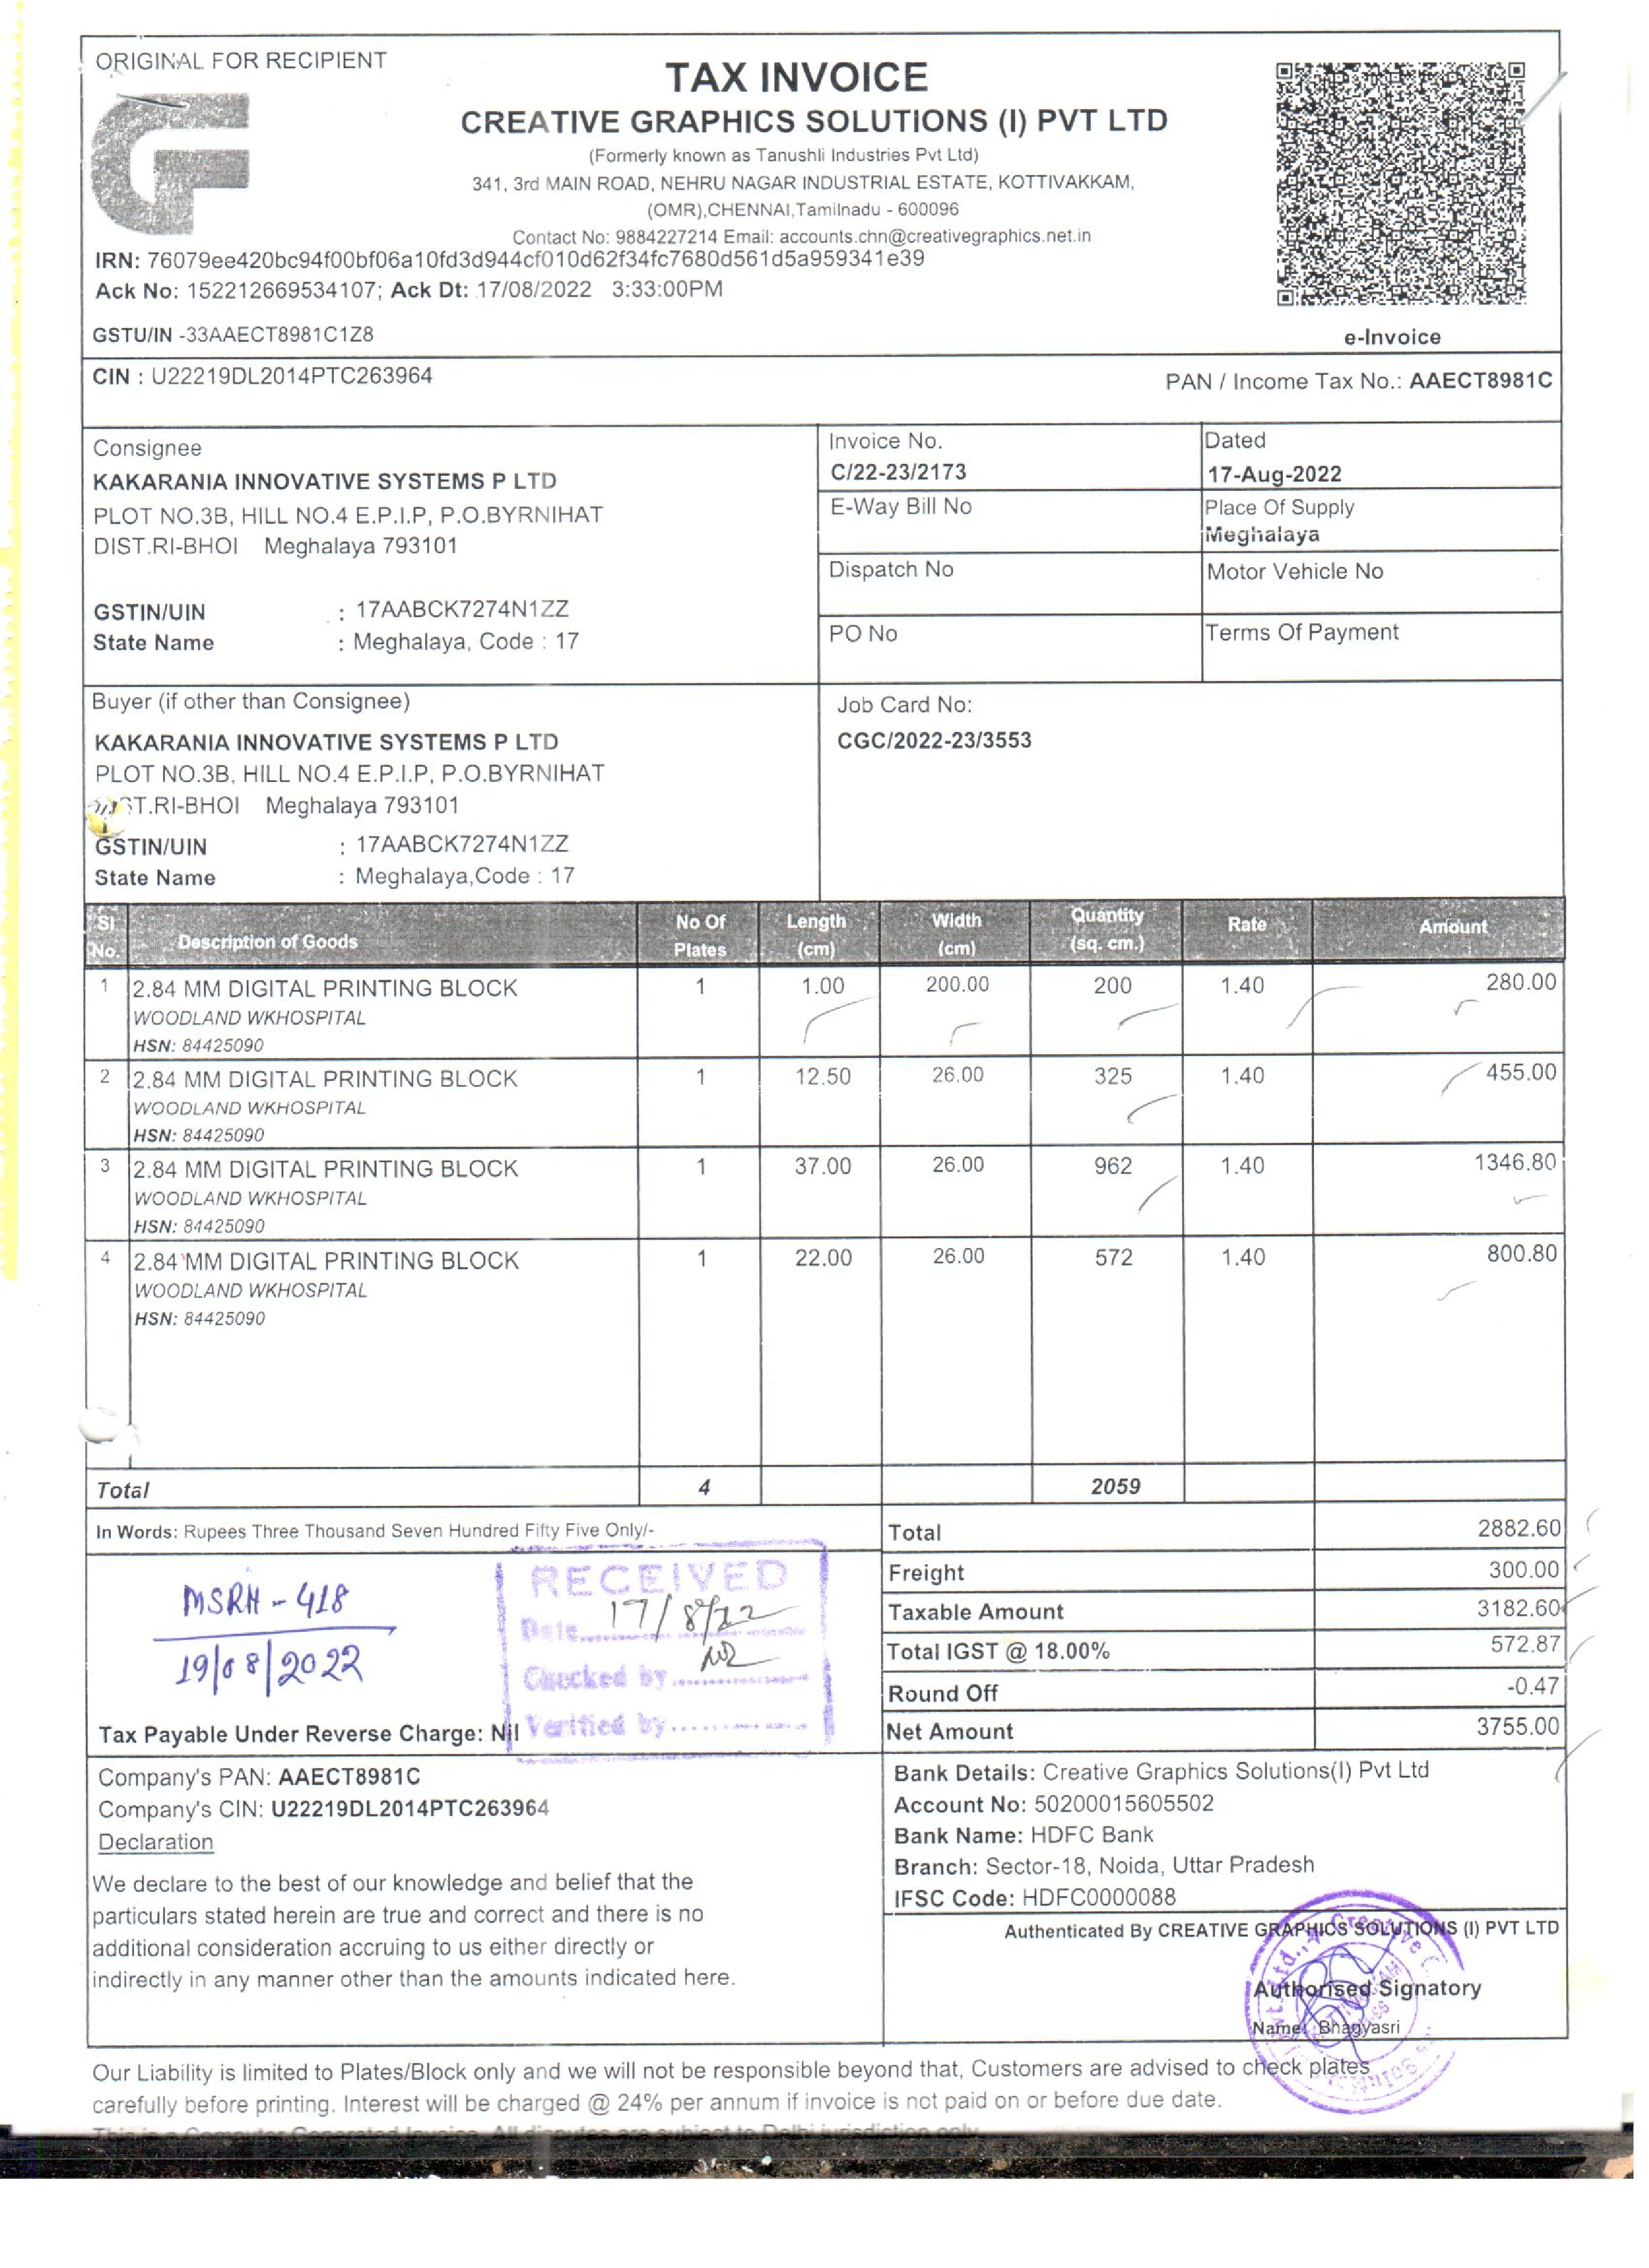 ORIGINAL FOR RECIPIENT
TAX INVOICE
CREATIVE GRAPHICS SOLUTIONS (I) PVT LTD
(Formerly known as Tanushli Industries Pvt Ltd)
341, 3rd MAIN ROAD, NEHRU NAGAR INDUSTRIAL ESTATE, KOTTIVAKKAM,
(OMR),CHENNAI,Tamilnadu - 600096
Contact No: 9884227214 Email: accounts.chn@creativegraphics.net.in
IRN: 76079ee420bc94f00bf06a10fd3d944cf010d62f34fc7680d561d5a959341e39
Ack No: 152212669534107; Ack Dt: 17/08/2022 3:33:00PM
GSTU/IN -33AAECT8981C1Z8
e-Invoice
CIN : U22219DL2014PTC263964
PAN / Income Tax No.: AAECT8981C
Consignee
KAKARANIA INNOVATIVE SYSTEMS P LTD
PLOT NO.3B, HILL NO.4 E.P.I.P, P.O.BYRNIHAT
DIST.RI-BHOI Meghalaya 793101
GSTIN/UIN : 17AABCK7274N1ZZ
State Name : Meghalaya, Code : 17
Invoice No.
C/22-23/2173
Dated
17-Aug-2022
E-Way Bill No
Place Of Supply
Meghalaya
Dispatch No
Motor Vehicle No
PO No
Terms Of Payment
Buyer (if other than Consignee)
KAKARANIA INNOVATIVE SYSTEMS P LTD
PLOT NO.3B, HILL NO.4 E.P.I.P, P.O.BYRNIHAT
ST.RI-BHOI Meghalaya 793101
GSTIN/UIN : 17AABCK7274N1ZZ
State Name : Meghalaya,Code : 17
Job Card No:
CGC/2022-23/3553
Sl No. Description of Goods No Of Plates Length (cm) Width (cm) Quantity (sq. cm.) Rate Amount
1 2.84 MM DIGITAL PRINTING BLOCK 1 1.00 200.00 200 1.40 280.00
WOODLAND WKHOSPITAL
HSN: 84425090
2 2.84 MM DIGITAL PRINTING BLOCK 1 12.50 26.00 325 1.40 455.00
WOODLAND WKHOSPITAL
HSN: 84425090
3 2.84 MM DIGITAL PRINTING BLOCK 1 37.00 26.00 962 1.40 1346.80
WOODLAND WKHOSPITAL
HSN: 84425090
4 2.84 MM DIGITAL PRINTING BLOCK 1 22.00 26.00 572 1.40 800.80
WOODLAND WKHOSPITAL
HSN: 84425090
Total 4 2059
In Words: Rupees Three Thousand Seven Hundred Fifty Five Only/-
MSRH - 418
19/08/2022
RECEIVED
Date 17/8/22
Checked by
Verified by
Tax Payable Under Reverse Charge: Nil
Total 2882.60
Freight 300.00
Taxable Amount 3182.60
Total IGST @ 18.00% 572.87
Round Off -0.47
Net Amount 3755.00
Company's PAN: AAECT8981C
Company's CIN: U22219DL2014PTC263964
Declaration
We declare to the best of our knowledge and belief that the
particulars stated herein are true and correct and there is no
additional consideration accruing to us either directly or
indirectly in any manner other than the amounts indicated here.
Bank Details: Creative Graphics Solutions(I) Pvt Ltd
Account No: 50200015605502
Bank Name: HDFC Bank
Branch: Sector-18, Noida, Uttar Pradesh
IFSC Code: HDFC0000088
Authenticated By CREATIVE GRAPHICS SOLUTIONS (I) PVT LTD
Authorised Signatory
Name: Bhagyasri
Our Liability is limited to Plates/Block only and we will not be responsible beyond that, Customers are advised to check plates
carefully before printing. Interest will be charged @ 24% per annum if invoice is not paid on or before due date.
This is a Computer Generated Invoice. All disputes are subject to Delhi jurisdiction only